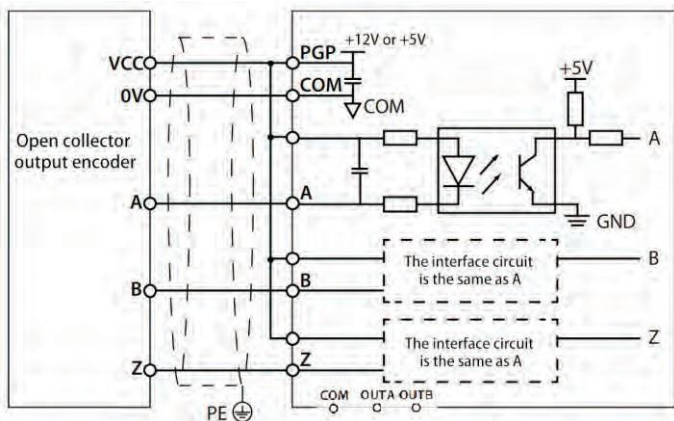 +12V or +5V
VCC
PGP
+5V
0V
COM
COM
Open collector
output encoder
A
A
A
GND
The interface circuit
is the same as A
B
B
B
The interface circuit
is the same as A
Z
Z
Z
COM OUTA OUTB
PE